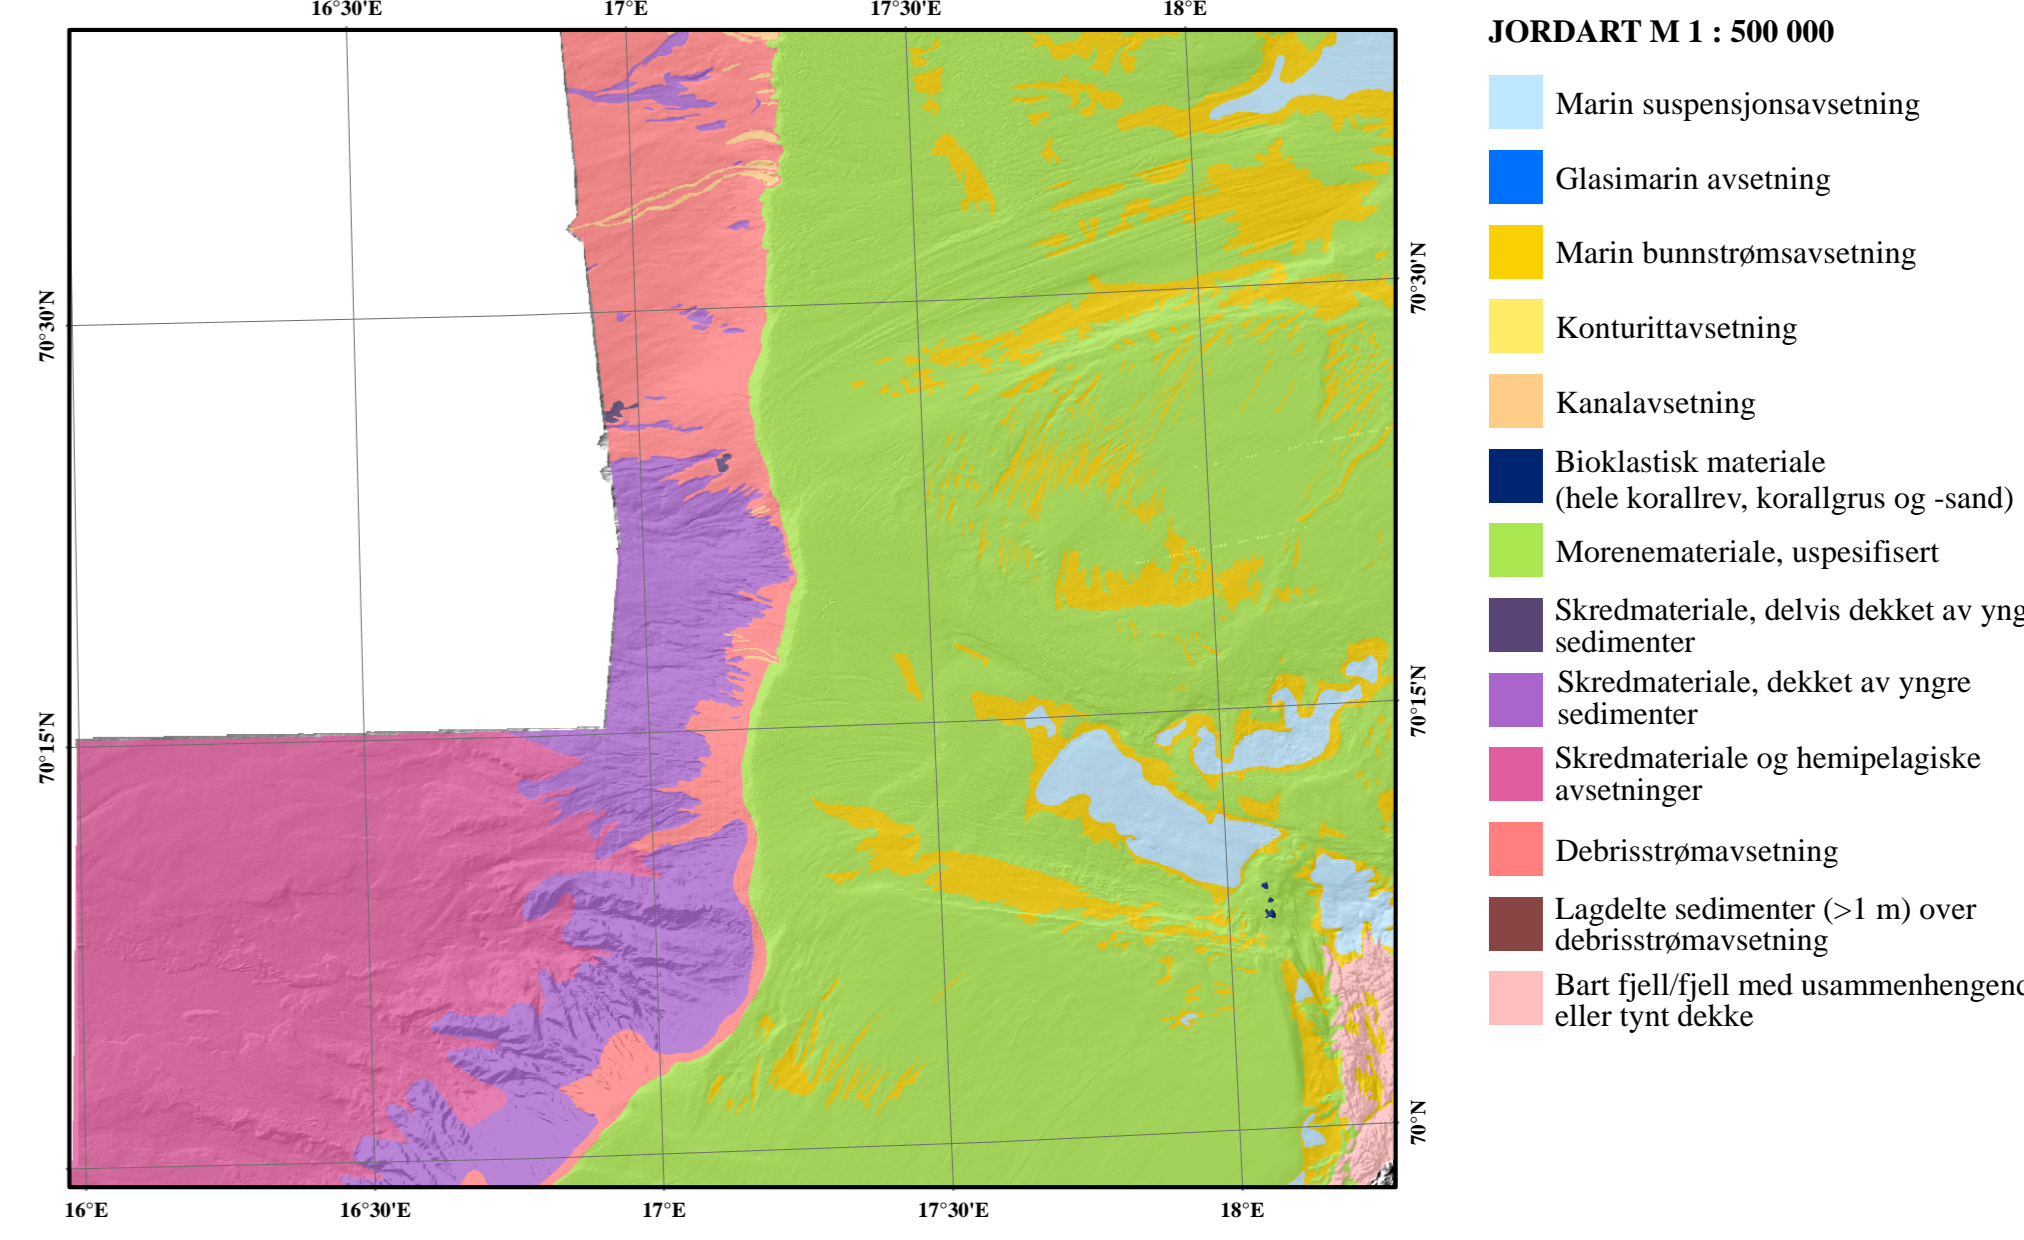 16°30'E 17°E 17°30'E 18°E
70°30'N 70°30'N
70°15'N 70°15'N
70°N
16°E 16°30'E 17°E 17°30'E 18°E
JORDART M 1 : 500 000
Marin suspensjonsavsetning
Glasimarin avsetning
Marin bunnstrømsavsetning
Konturittavsetning
Kanalavsetning
Bioklastisk materiale
(hele korallrev, korallgrus og -sand)
Morenemateriale, uspesifisert
Skredmateriale, delvis dekket av yng
sedimenter
Skredmateriale, dekket av yngre
sedimenter
Skredmateriale og hemipelagiske
avsetninger
Debrisstrømavsetning
Lagdelte sedimenter (>1 m) over
debrisstrømavsetning
Bart fjell/fjell med usammenhengend
eller tynt dekke